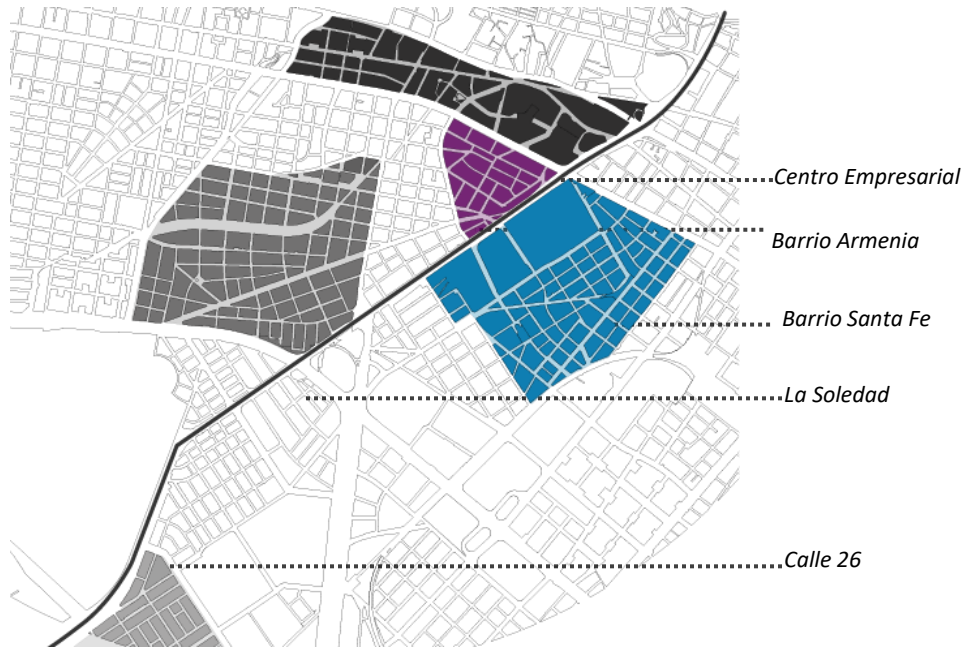 Centro Empresarial
Barrio Armenia
Barrio Santa Fe
La Soledad
Calle 26